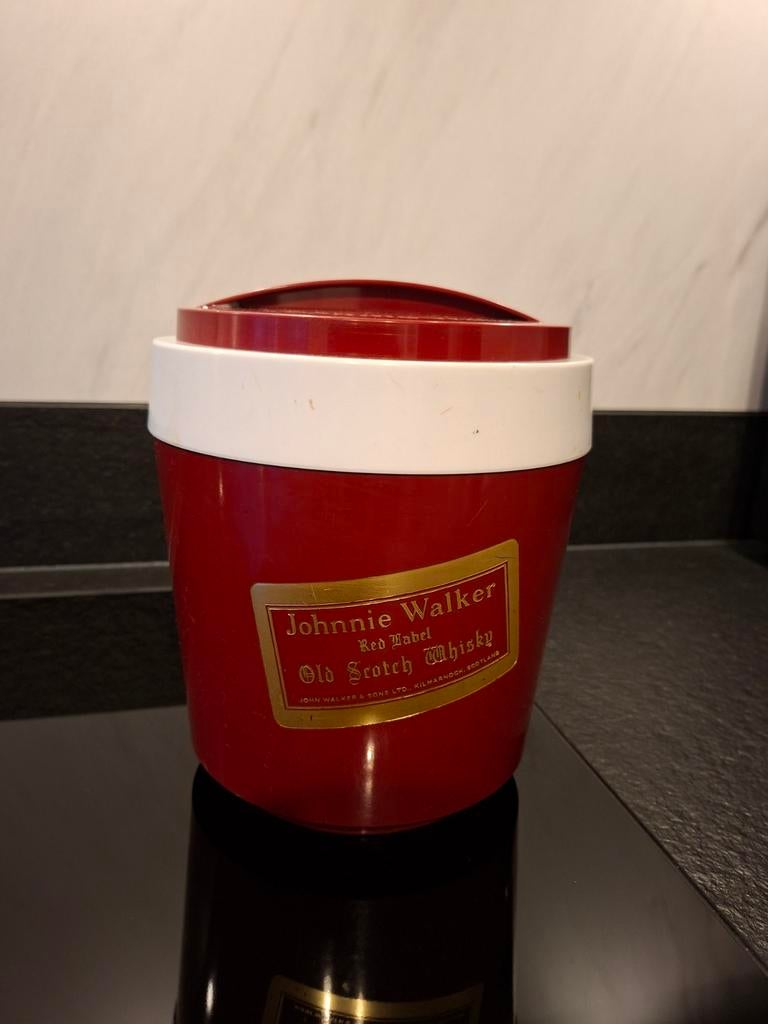 Johnnie Walker
Red Label
Old Scotch Whisky
JOHN WALKER & SONS LTD., KILMARNOCK, SCOTLAND